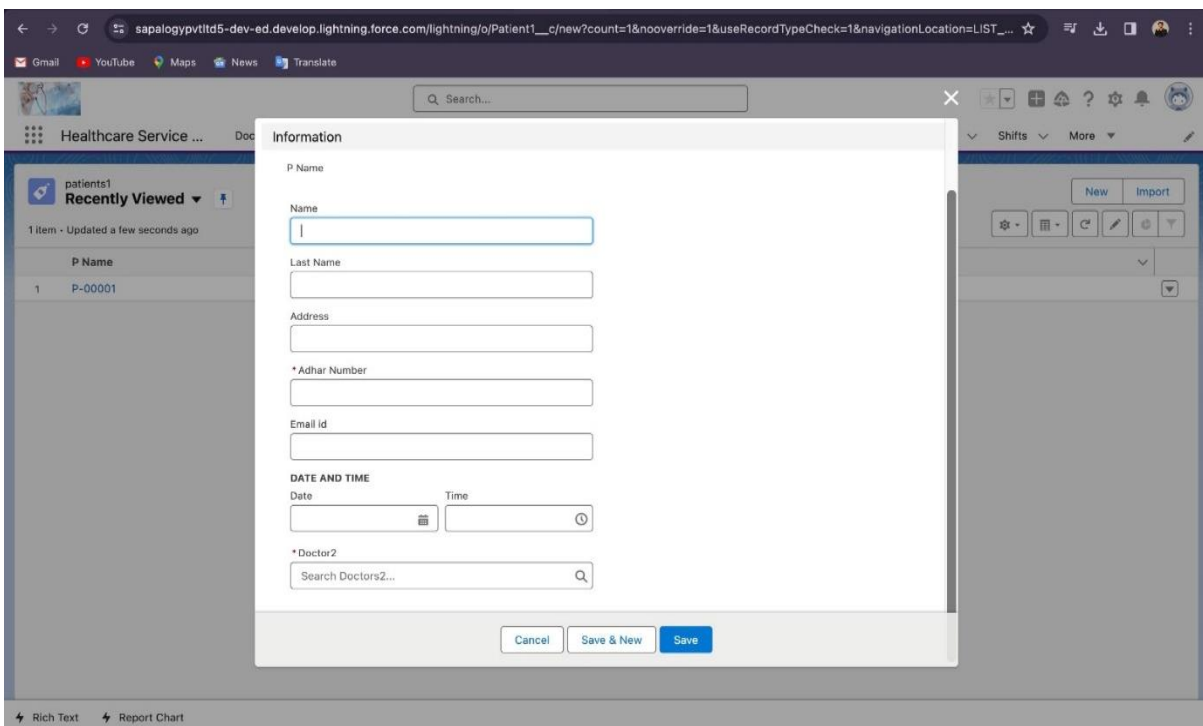 sapalogypvtltd5-dev-ed.develop.lightning.force.com/lightning/o/Patient1__c/new?count=1&nooverride=1&useRecordTypeCheck=1&navigationLocation=LIST_...
Gmail YouTube Maps News Translate
Search...
Healthcare Service ... Doc Shifts More
Information
P Name
patients1
Recently Viewed
New Import
1 item • Updated a few seconds ago
P Name
1 P-00001
Name
Last Name
Address
* Adhar Number
Email id
DATE AND TIME
Date Time
* Doctor2
Search Doctors2...
Cancel Save & New Save
Rich Text Report Chart